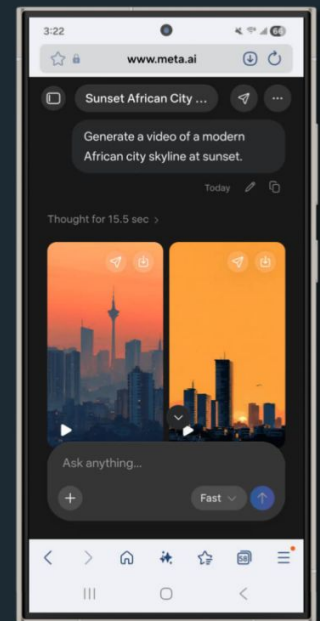 3:22
66
www.meta.ai
Sunset African City ...
Generate a video of a modern
African city skyline at sunset.
Today
Thought for 15.5 sec >
Ask anything...
Fast
58